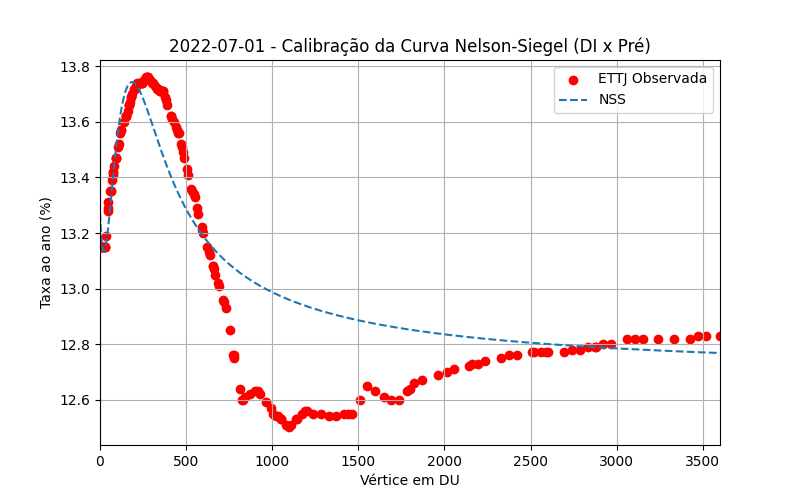 2022-07-01 - Calibração da Curva Nelson-Siegel (DI x Pré)
ETTJ Observada
NSS
Taxa ao ano (%)
13.8
13.6
13.4
13.2
13.0
12.8
12.6
0 500 1000 1500 2000 2500 3000 3500
Vértice em DU